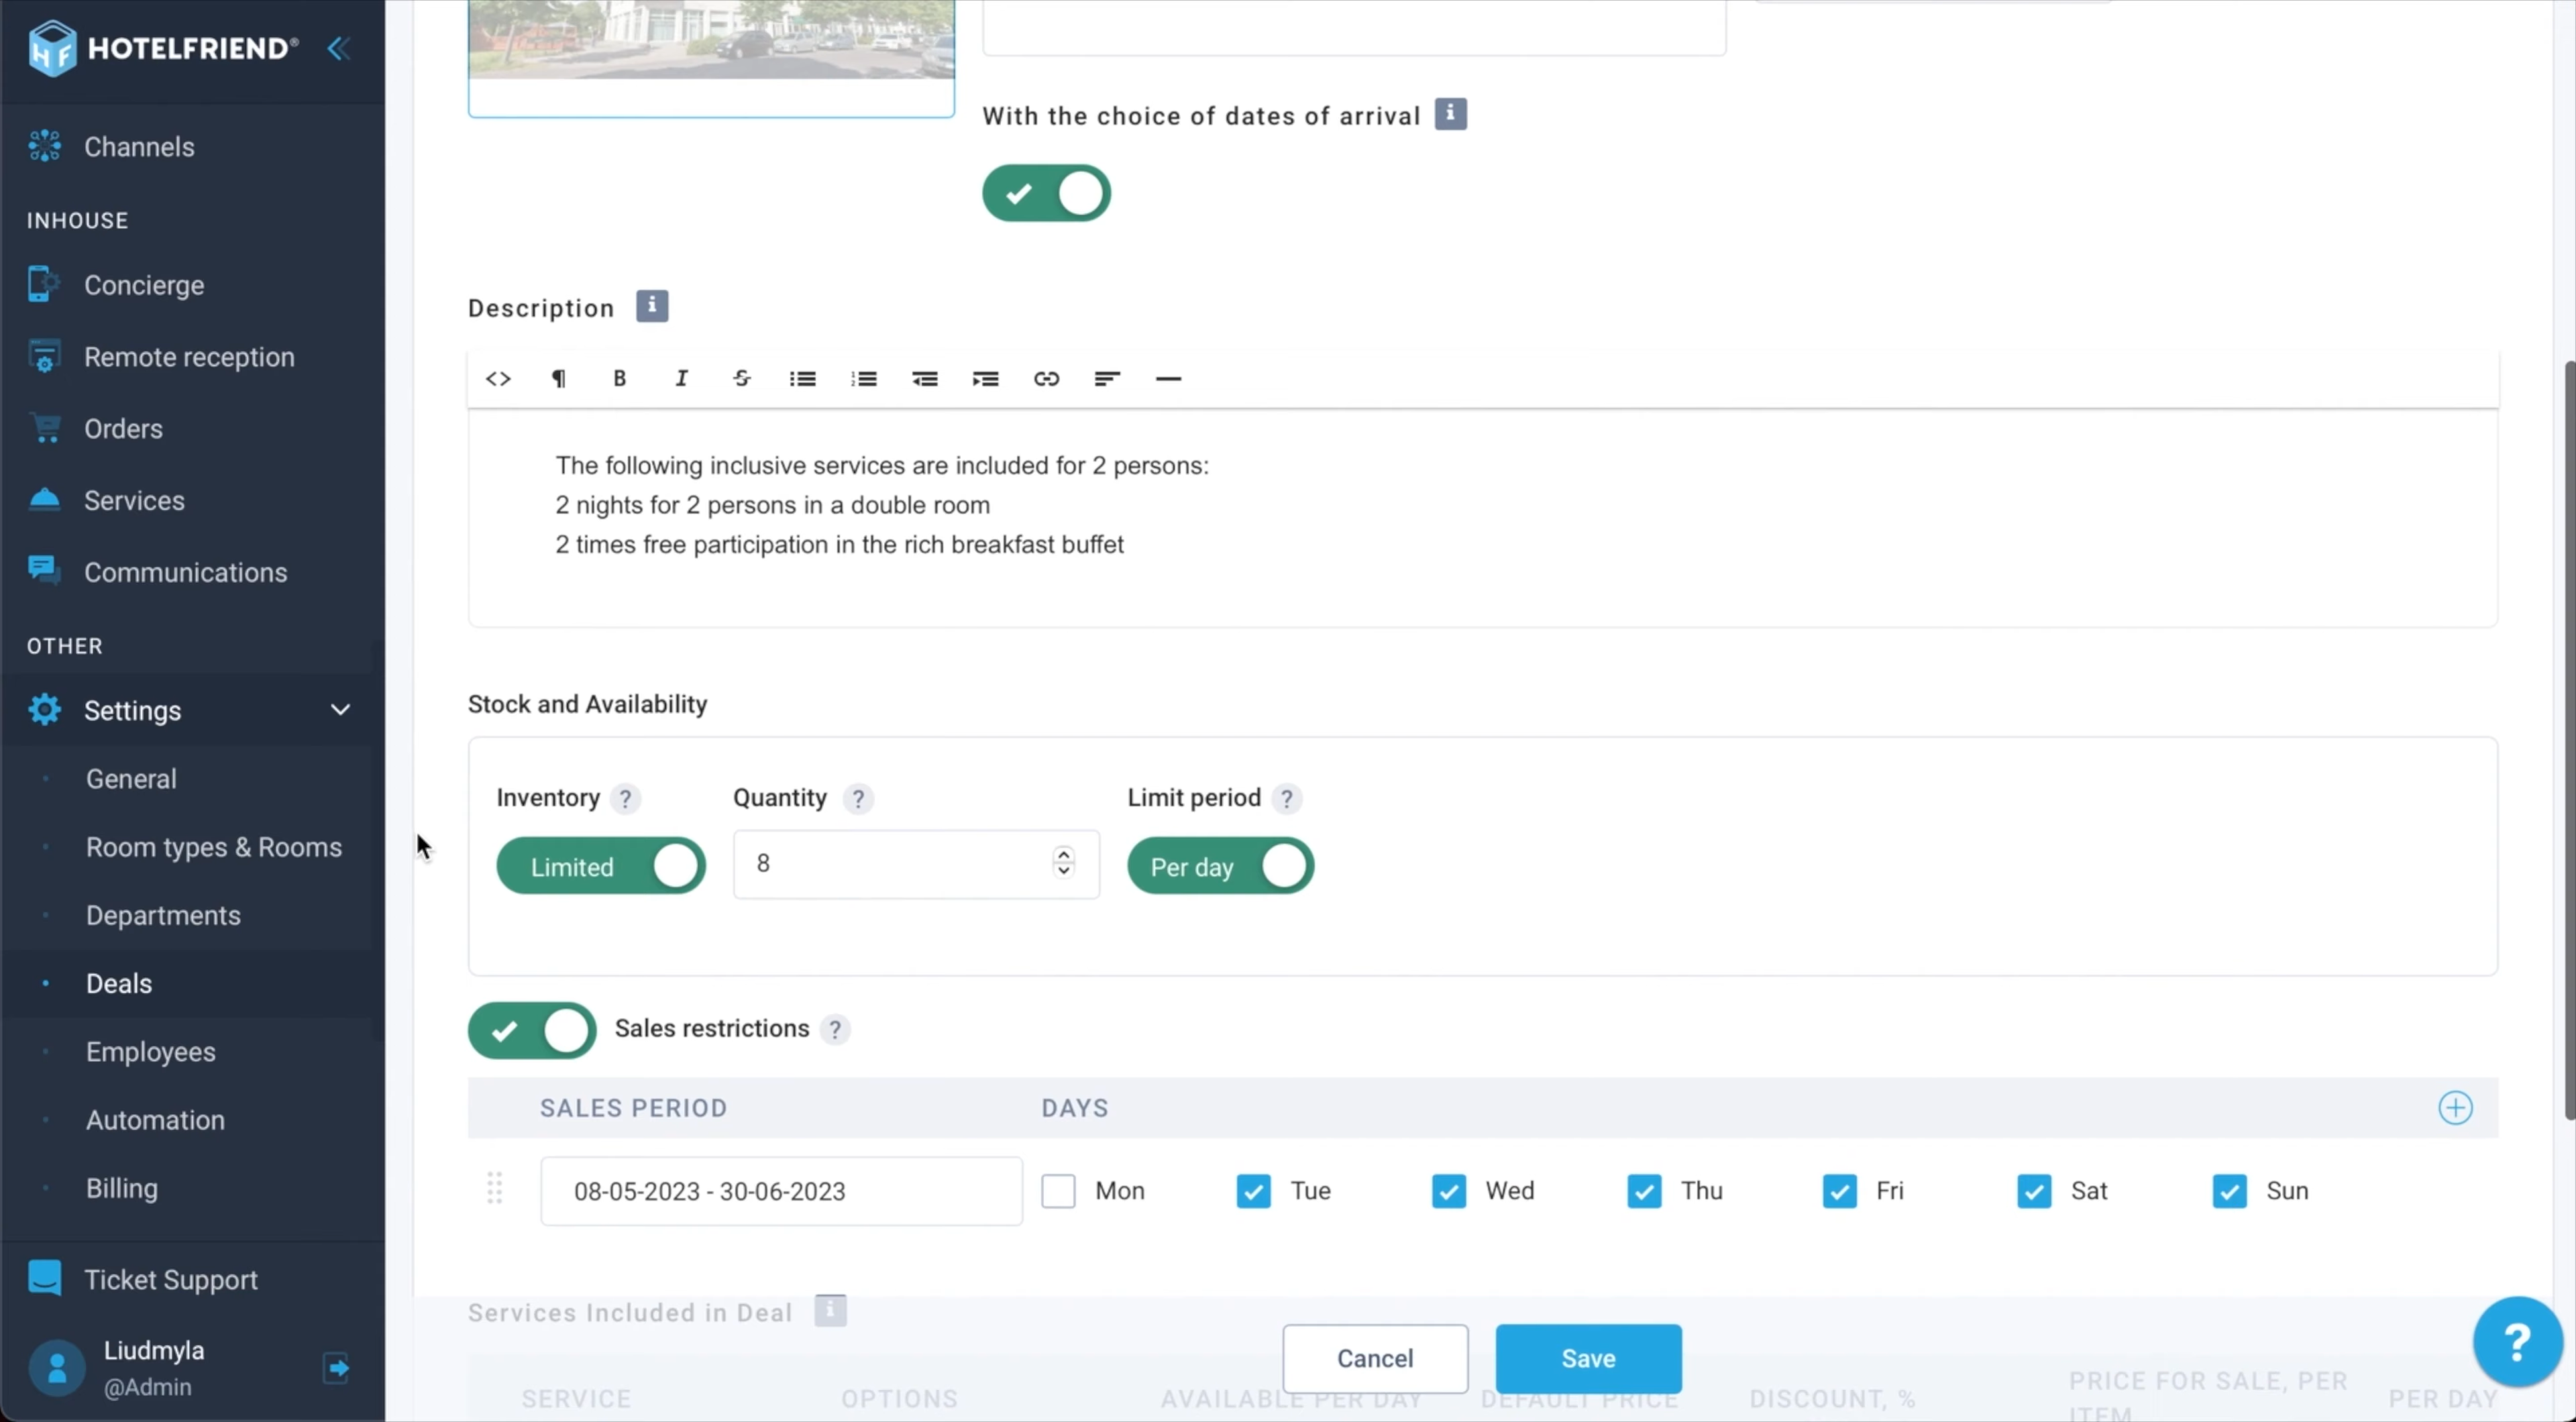 HOTELFRIEND®
Channels
INHOUSE
Concierge
Remote reception
Orders
Services
Communications
OTHER
Settings
General
Room types & Rooms
Departments
Deals
Employees
Automation
Billing
Ticket Support
Liudmyla
@Admin
With the choice of dates of arrival i
Description i
<> ¶ B I S
The following inclusive services are included for 2 persons:
2 nights for 2 persons in a double room
2 times free participation in the rich breakfast buffet
Stock and Availability
Inventory ? Quantity ? Limit period ?
Limited 8 Per day
Sales restrictions ?
SALES PERIOD DAYS
08-05-2023 - 30-06-2023 Mon Tue Wed Thu Fri Sat Sun
Services Included in Deal i
Cancel Save ?
SERVICE OPTIONS AVAILABLE PER DAY DEFAULT PRICE DISCOUNT, % PRICE FOR SALE, PER ITEM PER DAY